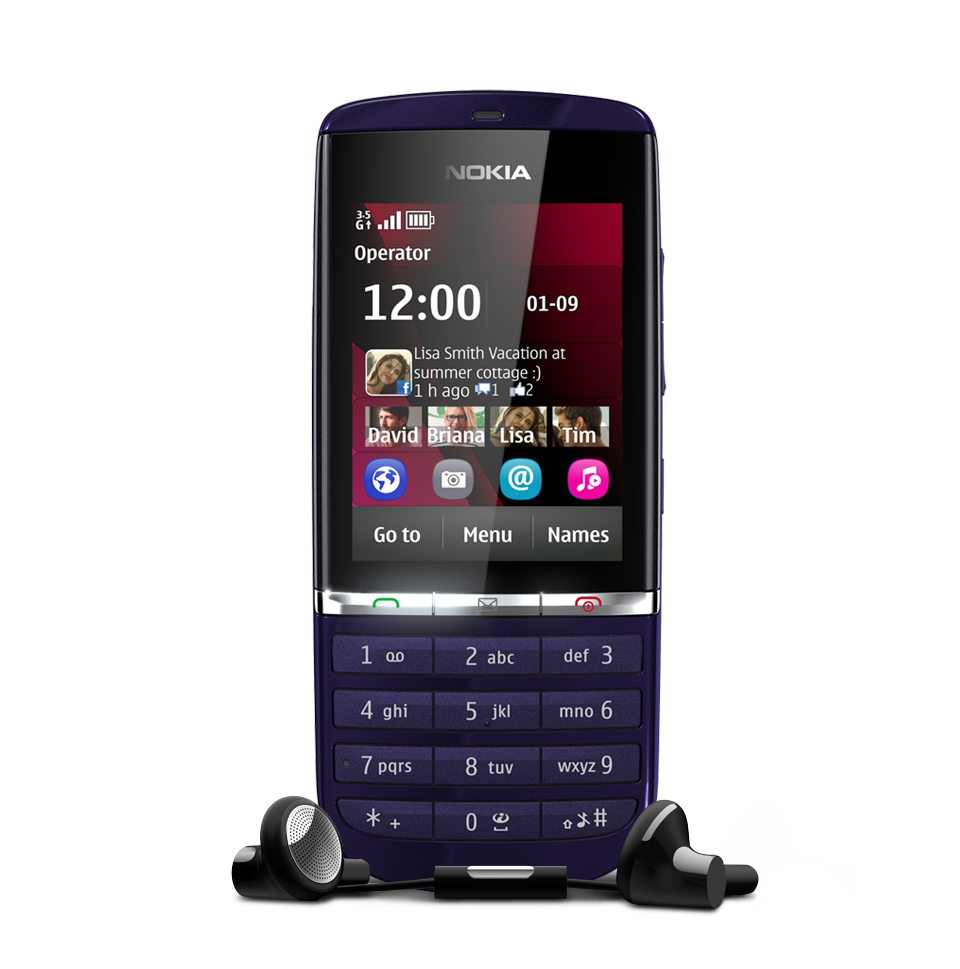 NOKIA
3.5
G
Operator
12:00 01-09
Lisa Smith Vacation at
summer cottage :)
1 h ago 1 2
David Briana Lisa Tim
@
Go to Menu Names
1 2 abc def 3
4 ghi 5 jkl mno 6
7 pqrs 8 tuv wxyz 9
* + 0 #